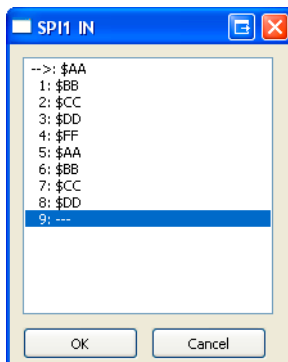 SPI1 IN
-->: $AA
1: $BB
2: $CC
3: $DD
4: $FF
5: $AA
6: $BB
7: $CC
8: $DD
9: ---
OK Cancel